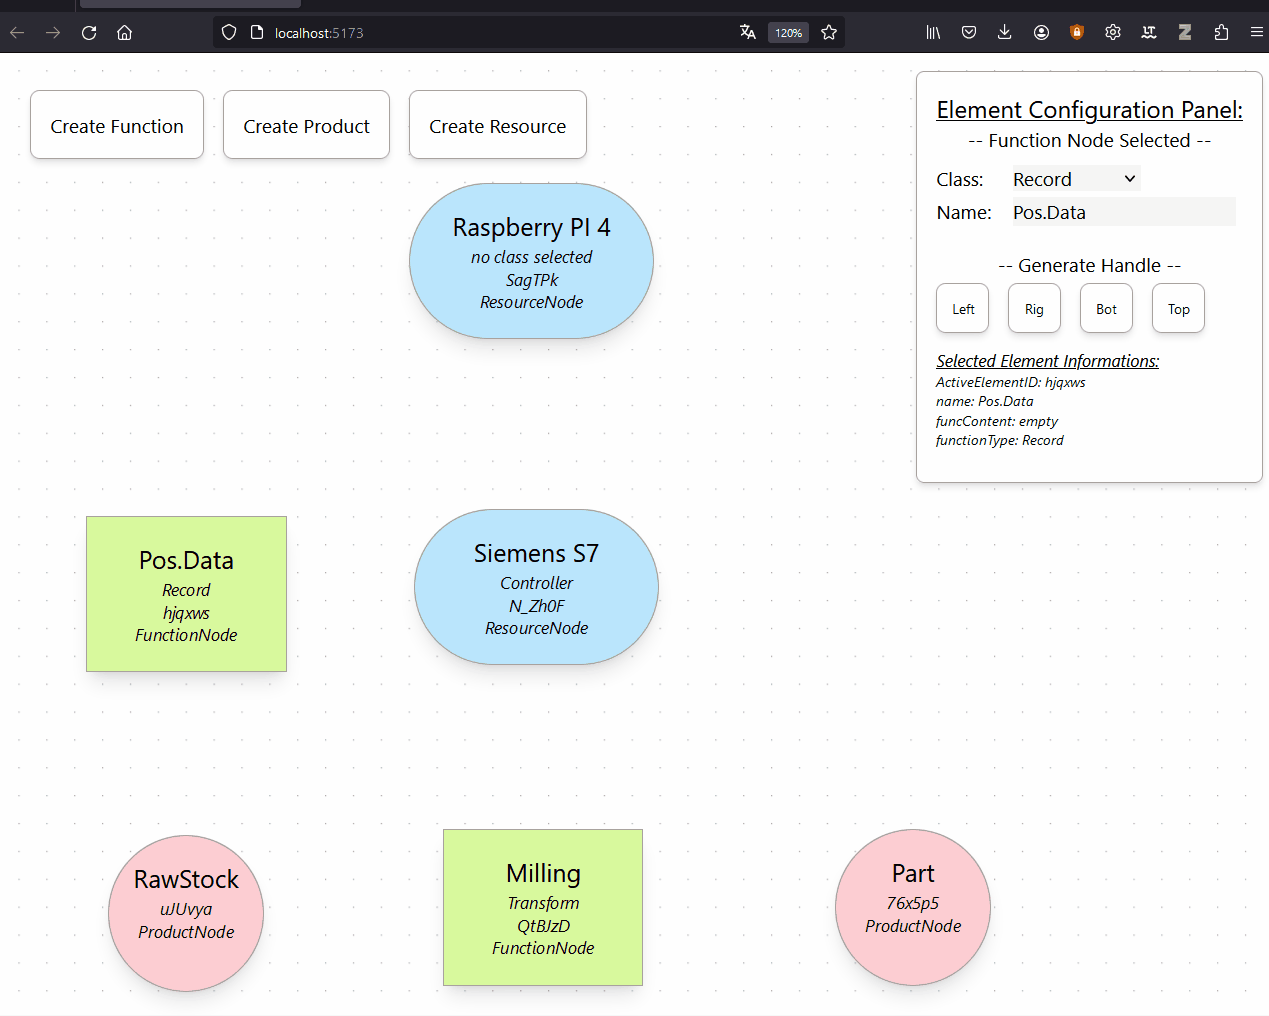 localhost:5173
120%
Create Function
Create Product
Create Resource
Element Configuration Panel:
-- Function Node Selected --
Class: Record
Name: Pos.Data
-- Generate Handle --
Left Rig Bot Top
Selected Element Informations:
ActiveElementID: hjqxws
name: Pos.Data
funcContent: empty
functionType: Record
Raspberry PI 4
no class selected
SagTPk
ResourceNode
Pos.Data
Record
hjqxws
FunctionNode
Siemens S7
Controller
N_Zh0F
ResourceNode
RawStock
uJUvya
ProductNode
Milling
Transform
QtBJzD
FunctionNode
Part
76x5p5
ProductNode